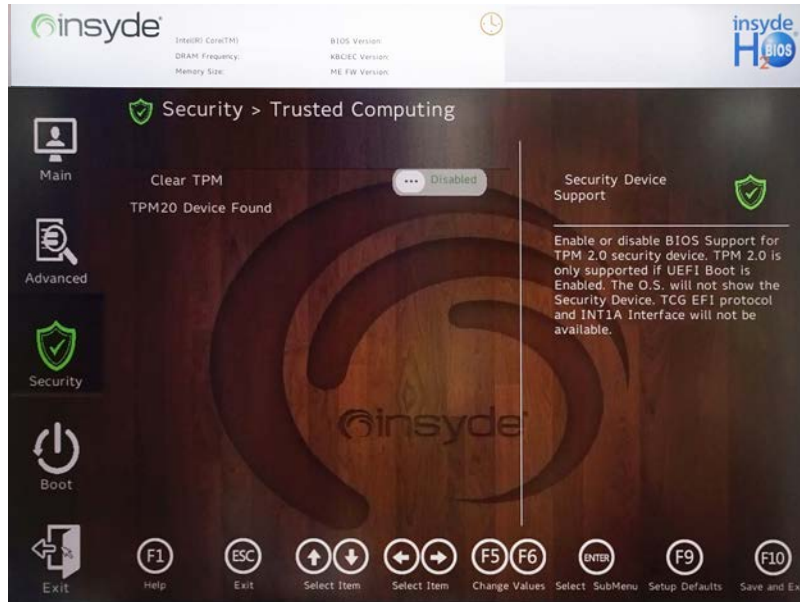 insyde
Intel(R) Core(TM)
DRAM Frequency:
Memory Size:
BIOS Version:
KBC/EC Version:
ME FW Version:
insyde
H2O
BIOS
Security > Trusted Computing
Main
Advanced
Security
Boot
Exit
Clear TPM
Disabled
TPM20 Device Found
Security Device
Support
Enable or disable BIOS Support for
TPM 2.0 security device. TPM 2.0 is
only supported if UEFI Boot is
Enabled. The O.S. will not show the
Security Device. TCG EFI protocol
and INT1A Interface will not be
available.
insyde
F1
Help
ESC
Exit
Select Item
Select Item
F5 F6
Change Values
ENTER
Select SubMenu
F9
Setup Defaults
F10
Save and Ex